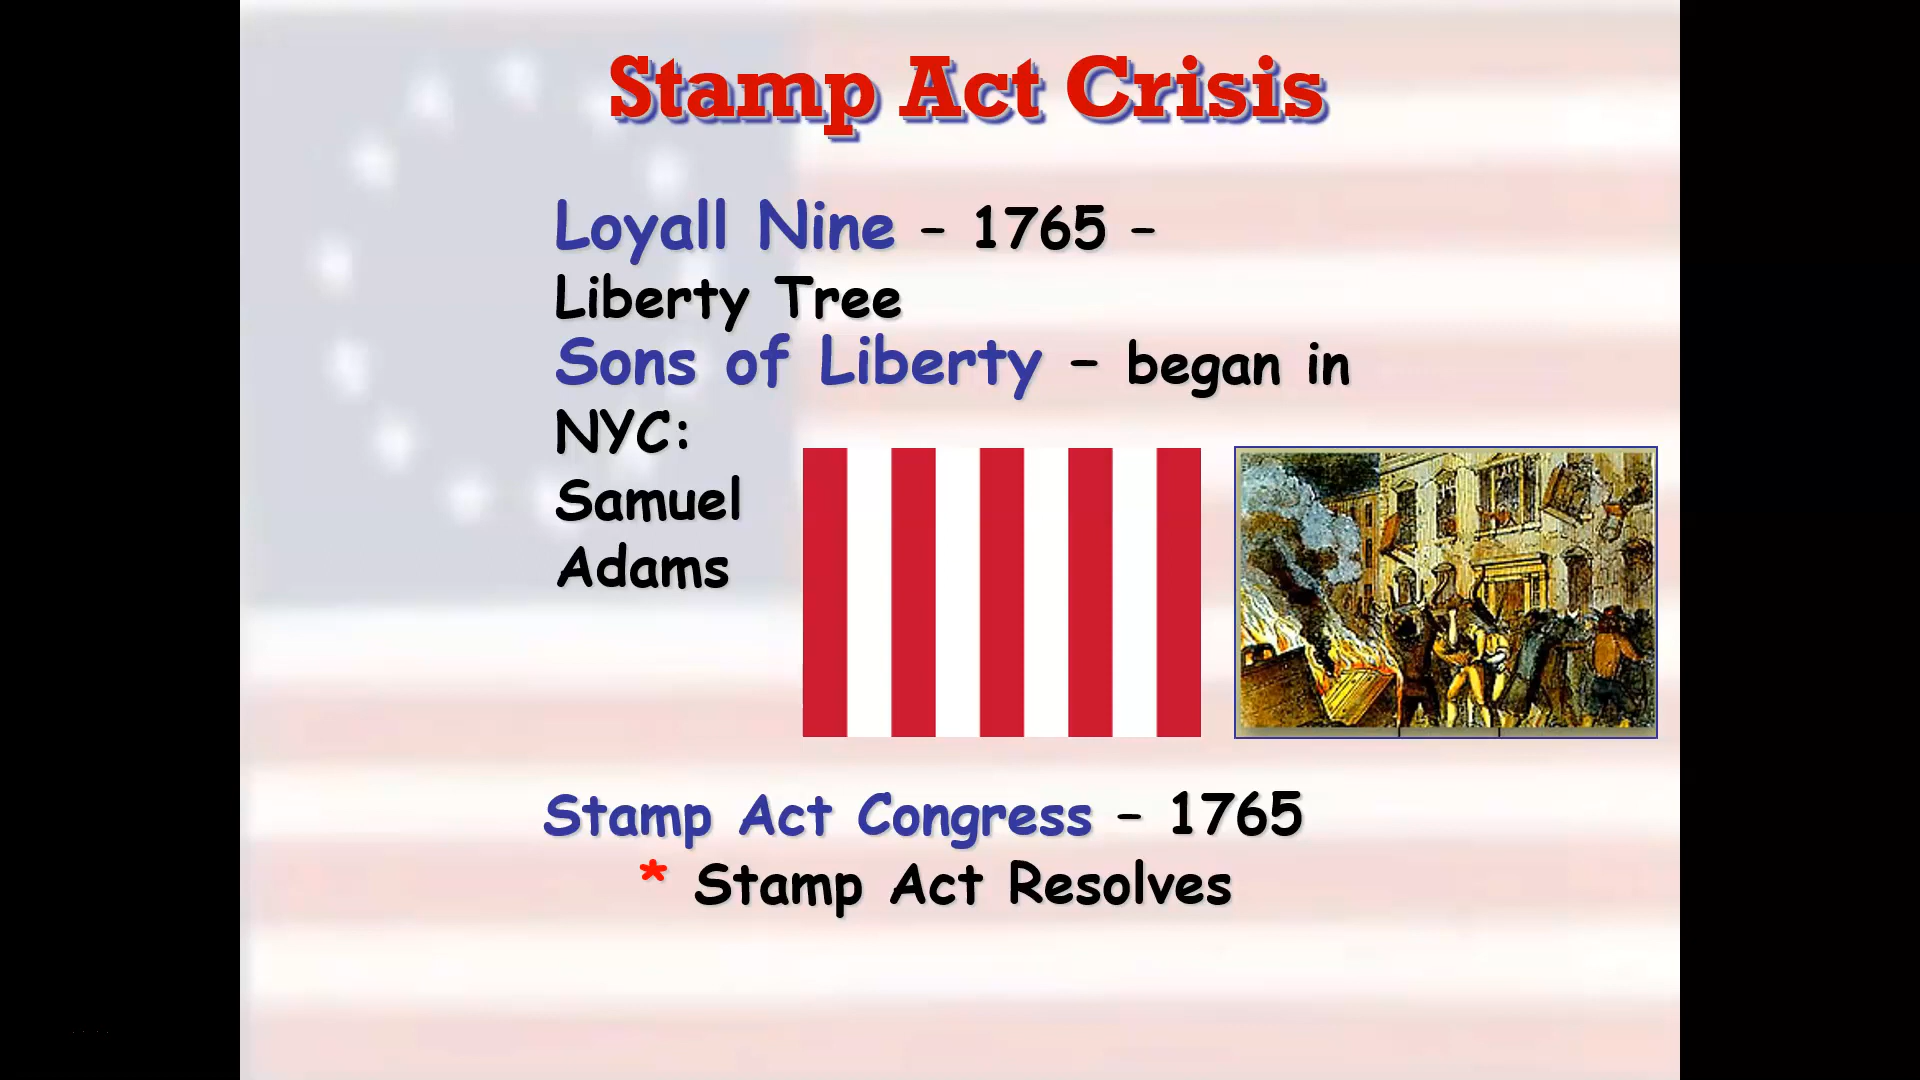 Stamp Act Crisis
Loyall Nine – 1765 –
Liberty Tree
Sons of Liberty – began in
NYC:
Samuel
Adams
Stamp Act Congress – 1765
* Stamp Act Resolves